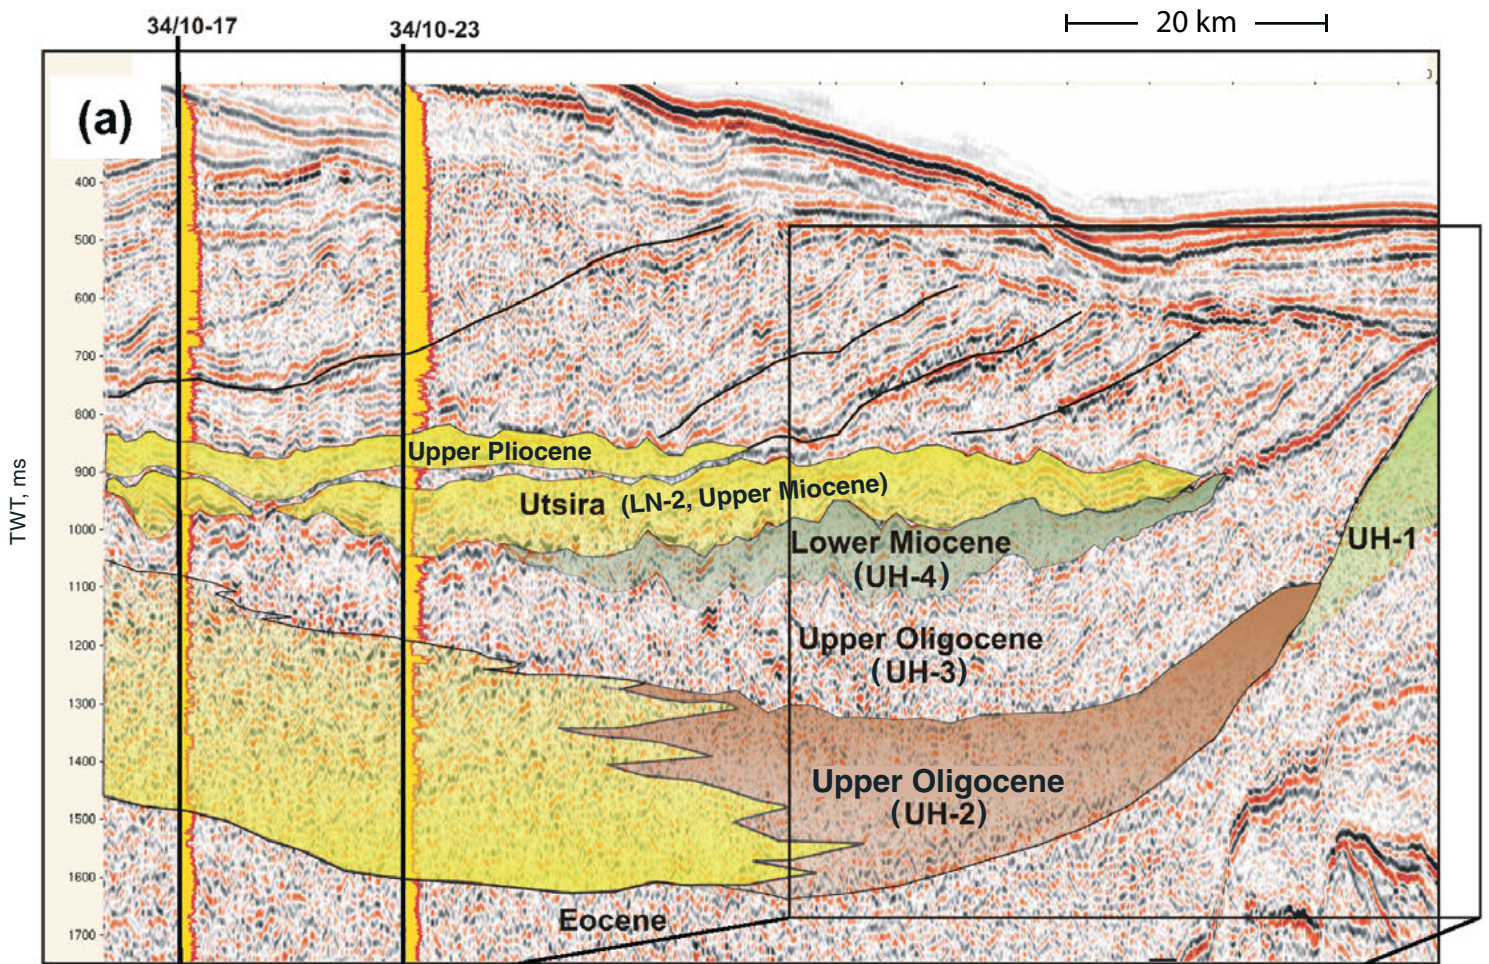 34/10-17
34/10-23
20 km
(a)
400
500
600
700
800
900
1000
1100
1200
1300
1400
1500
1600
1700
TWT, ms
Upper Pliocene
Utsira (LN-2, Upper Miocene)
Lower Miocene
(UH-4)
UH-1
Upper Oligocene
(UH-3)
Upper Oligocene
(UH-2)
Eocene